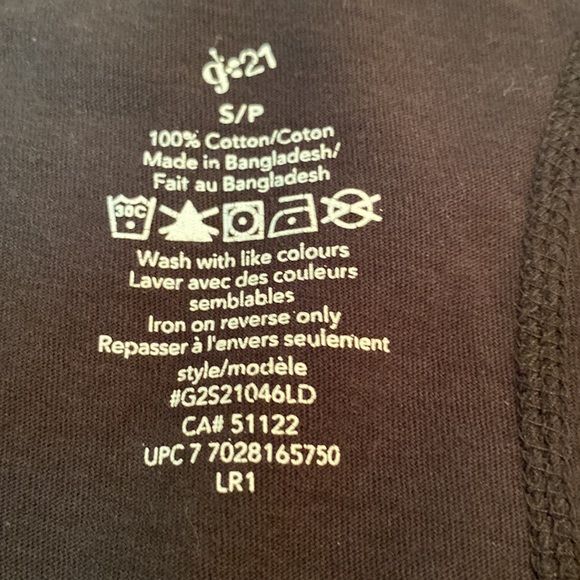 g:21
S/P
100% Cotton/Coton
Made in Bangladesh/
Fait au Bangladesh
30C
Wash with like colours
Laver avec des couleurs
semblables
Iron on reverse only
Repasser à l'envers seulement
style/modèle
#G2S21046LD
CA# 51122
UPC 7 7028165750
LR1